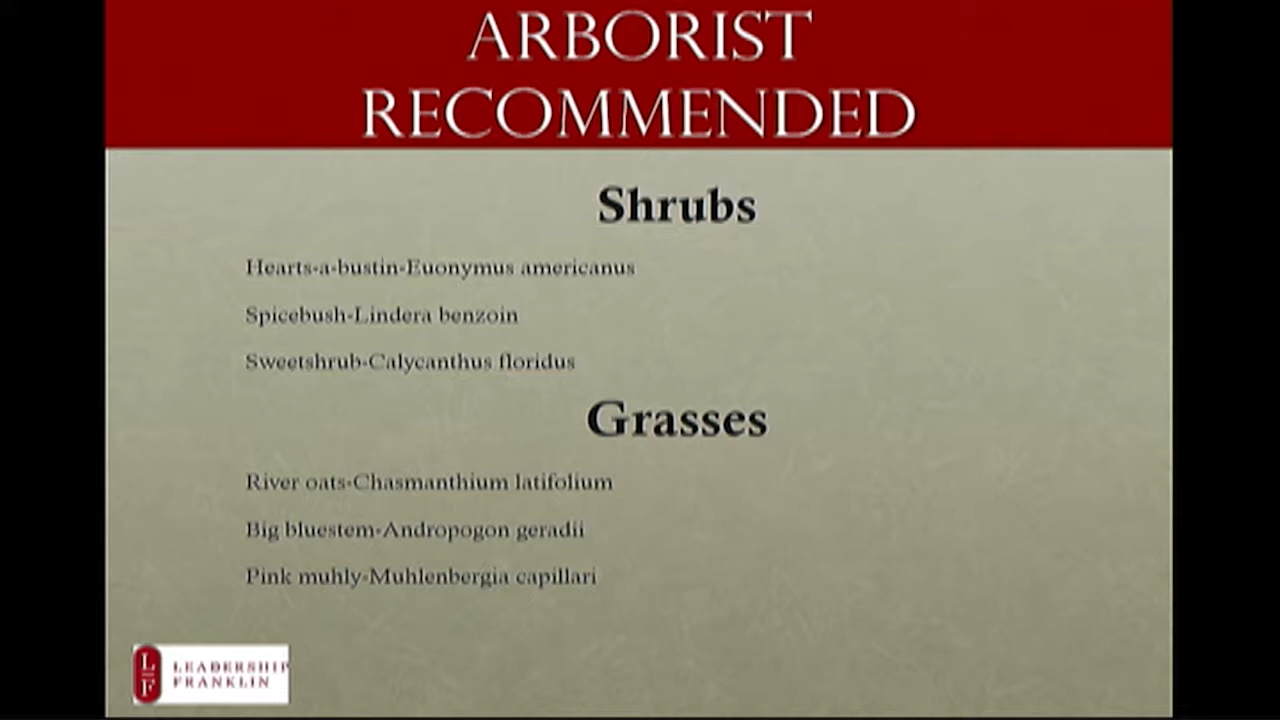 ARBORIST
RECOMMENDED
Shrubs
Hearts-a-bustin-Euonymus americanus
Spicebush-Lindera benzoin
Sweetshrub-Calycanthus floridus
Grasses
River oats-Chasmanthium latifolium
Big bluestem-Andropogon geradii
Pink muhly-Muhlenbergia capillari
L
F
LEADERSHIP
FRANKLIN